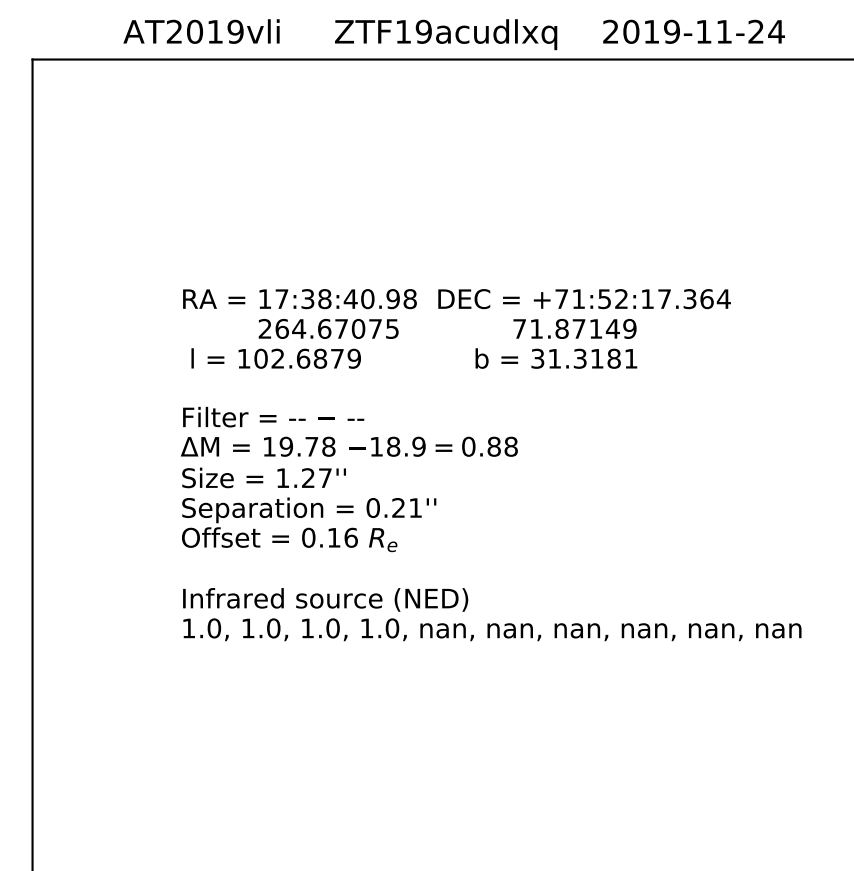 AT2019vli ZTF19acudlxq 2019-11-24
RA = 17:38:40.98 DEC = +71:52:17.364
264.67075 71.87149
l = 102.6879 b = 31.3181
Filter = -- − --
ΔM = 19.78 −18.9 = 0.88
Size = 1.27''
Separation = 0.21''
Offset = 0.16 Re
Infrared source (NED)
1.0, 1.0, 1.0, 1.0, nan, nan, nan, nan, nan, nan